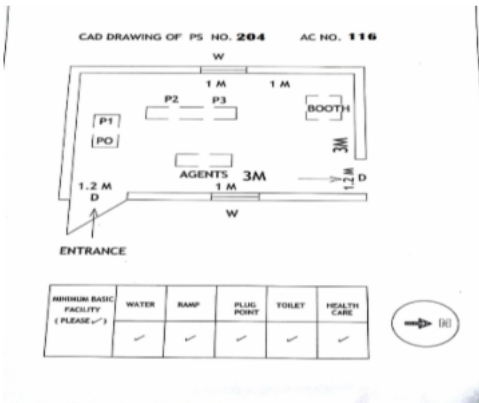 CAD DRAWING OF PS NO. 204 AC NO. 116
W
1 M 1 M
P2 P3
BOOTH
P1
PO
3M
AGENTS 3M
1.2 M 1 M 1.2 M D
D
W
ENTRANCE
MINIMUM BASIC FACILITY ( PLEASE ✓ ) WATER RAMP PLUG POINT TOILET HEALTH CARE
✓ ✓ ✓ ✓ ✓